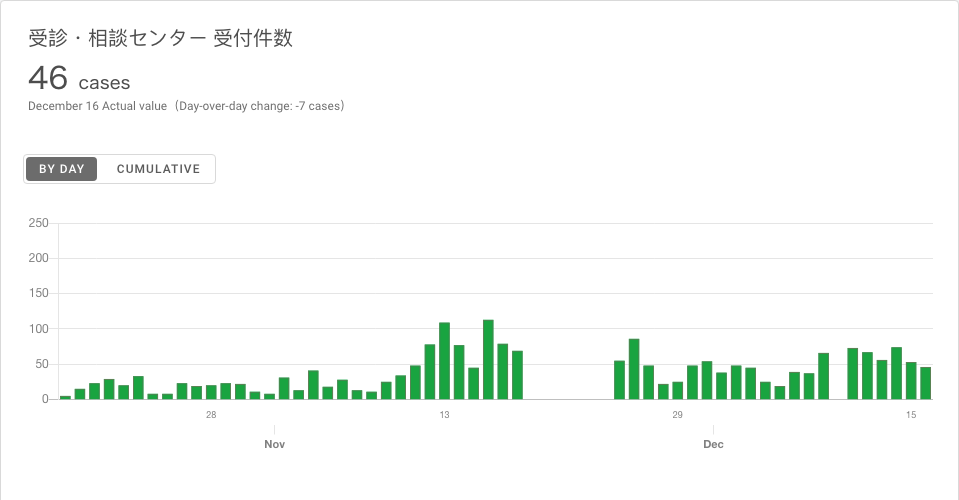 受診・相談センター 受付件数
46 cases
December 16 Actual value（Day-over-day change: -7 cases）
BY DAY CUMULATIVE
250
200
150
100
50
0
28 13 29 15
Nov Dec